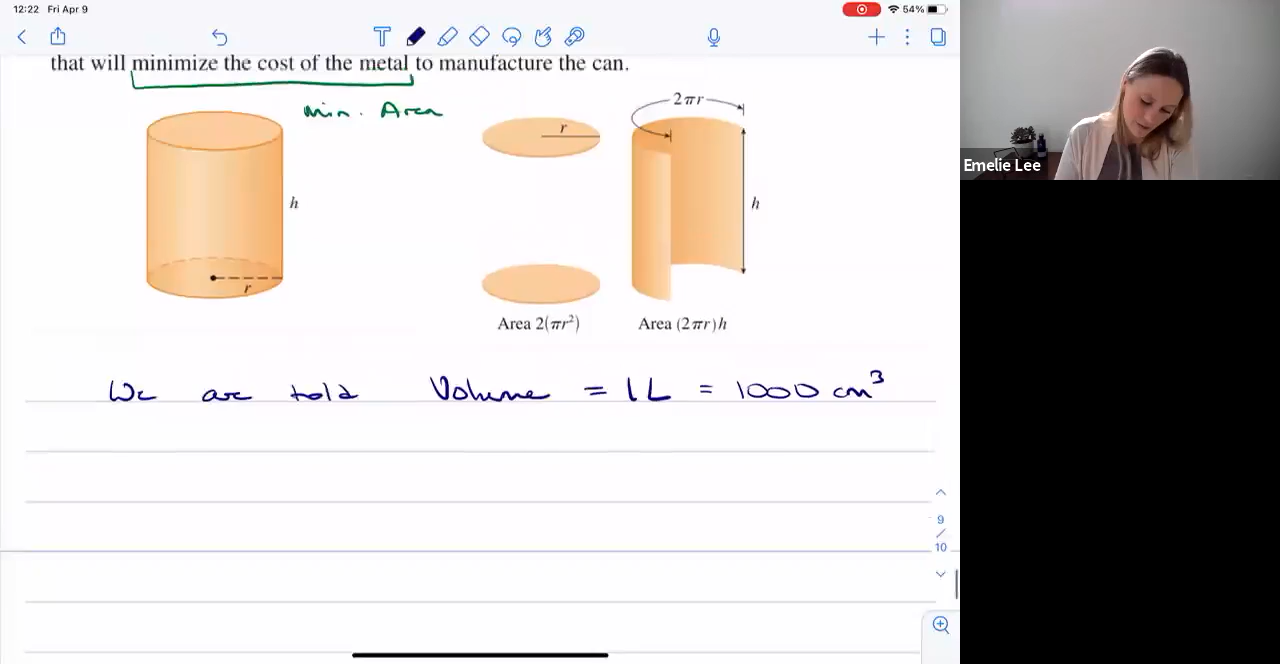 12:22 Fri Apr 9
54%
that will minimize the cost of the metal to manufacture the can.
min. Area
2πr
r
h
h
r
Area 2(πr²)
Area (2πr)h
We are told Volume = 1L = 1000 cm³
9
/
10
Emelie Lee